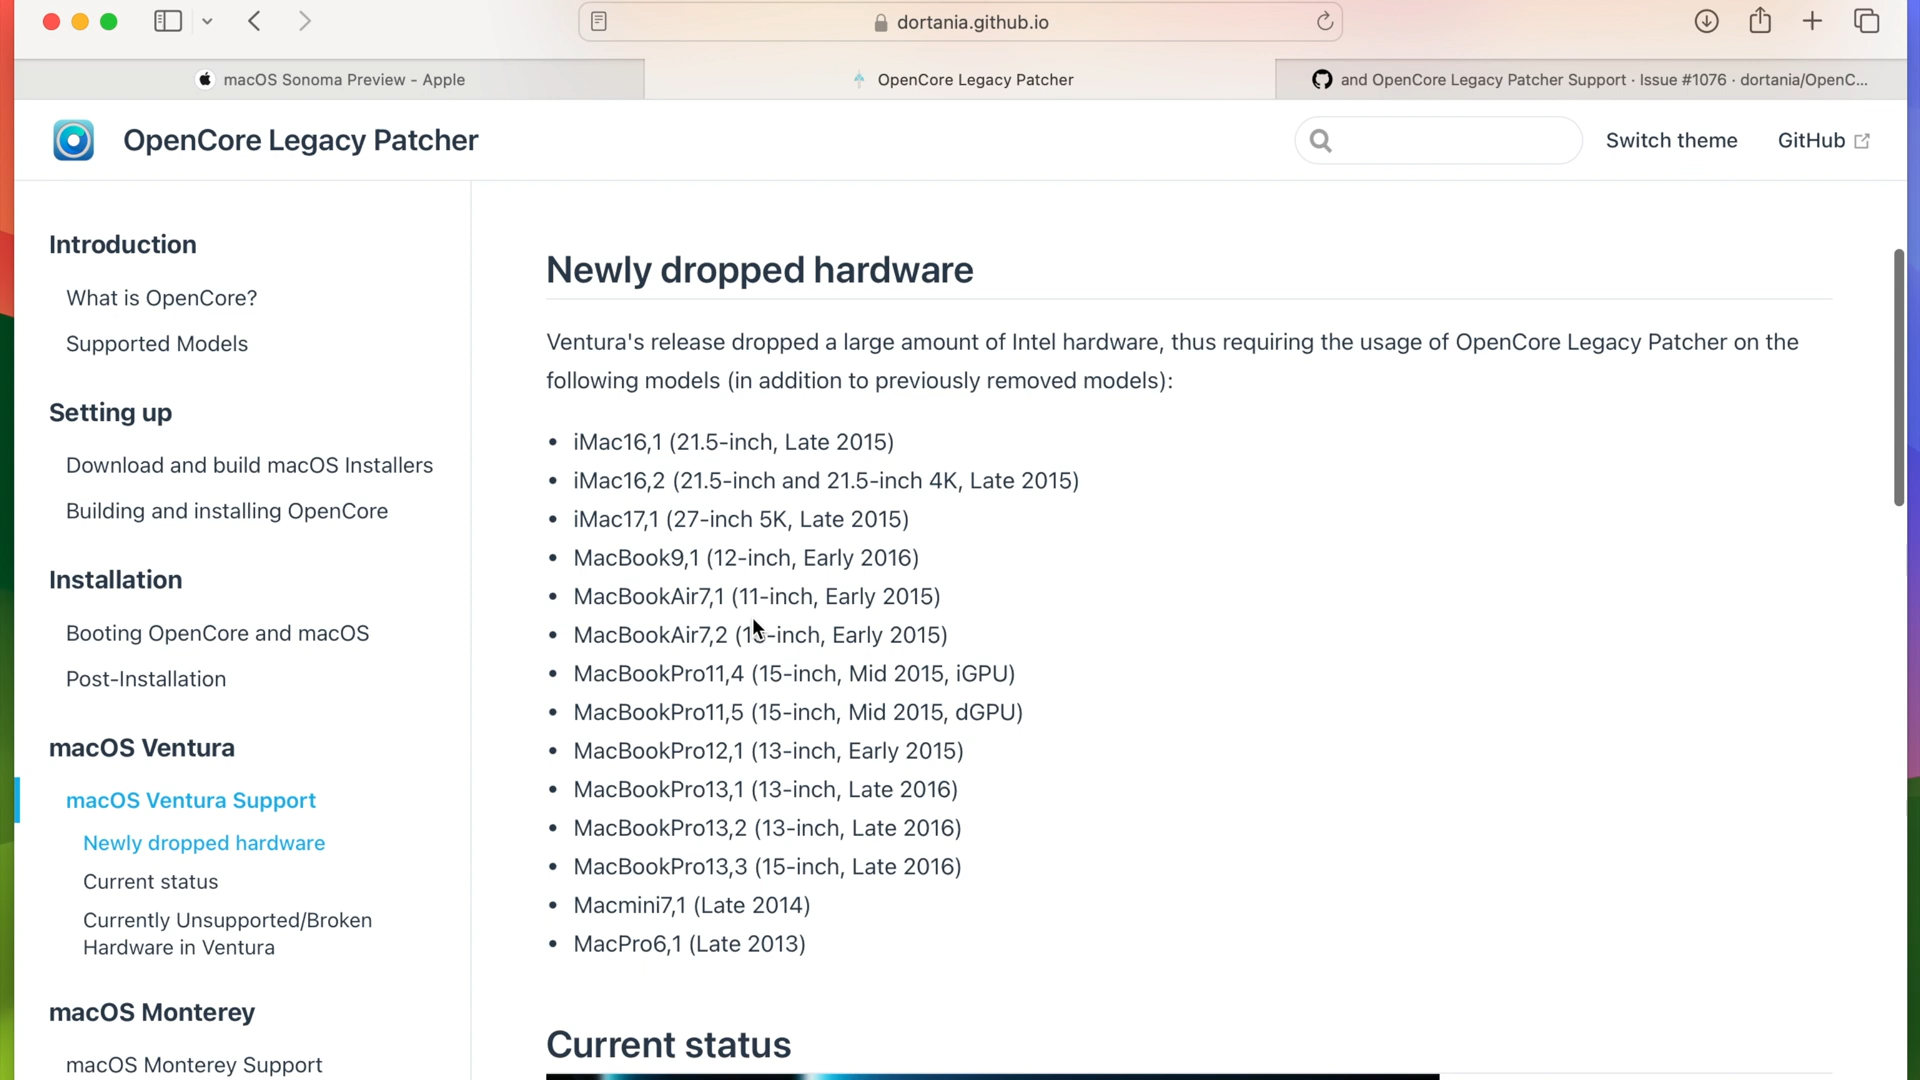 dortania.github.io
macOS Sonoma Preview - Apple
OpenCore Legacy Patcher
and OpenCore Legacy Patcher Support · Issue #1076 · dortania/OpenC...
OpenCore Legacy Patcher
Switch theme
GitHub
Introduction
What is OpenCore?
Supported Models
Setting up
Download and build macOS Installers
Building and installing OpenCore
Installation
Booting OpenCore and macOS
Post-Installation
macOS Ventura
macOS Ventura Support
Newly dropped hardware
Current status
Currently Unsupported/Broken
Hardware in Ventura
macOS Monterey
macOS Monterey Support
Newly dropped hardware
Ventura's release dropped a large amount of Intel hardware, thus requiring the usage of OpenCore Legacy Patcher on the
following models (in addition to previously removed models):
• iMac16,1 (21.5-inch, Late 2015)
• iMac16,2 (21.5-inch and 21.5-inch 4K, Late 2015)
• iMac17,1 (27-inch 5K, Late 2015)
• MacBook9,1 (12-inch, Early 2016)
• MacBookAir7,1 (11-inch, Early 2015)
• MacBookAir7,2 (13-inch, Early 2015)
• MacBookPro11,4 (15-inch, Mid 2015, iGPU)
• MacBookPro11,5 (15-inch, Mid 2015, dGPU)
• MacBookPro12,1 (13-inch, Early 2015)
• MacBookPro13,1 (13-inch, Late 2016)
• MacBookPro13,2 (13-inch, Late 2016)
• MacBookPro13,3 (15-inch, Late 2016)
• Macmini7,1 (Late 2014)
• MacPro6,1 (Late 2013)
Current status